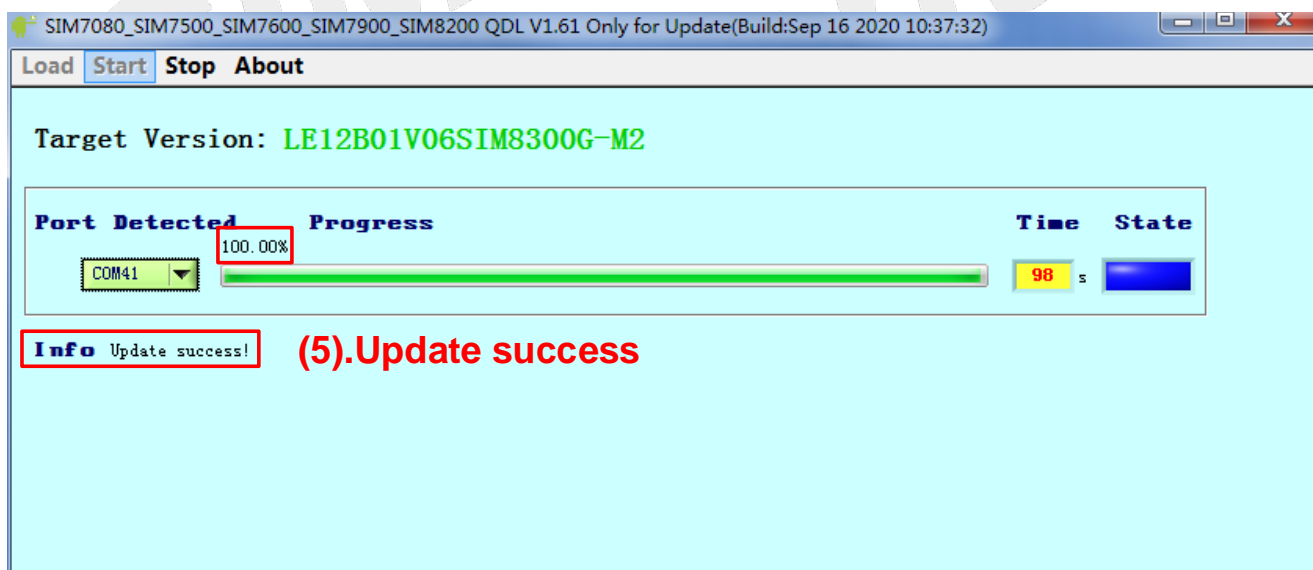 SIM7080_SIM7500_SIM7600_SIM7900_SIM8200 QDL V1.61 Only for Update(Build:Sep 16 2020 10:37:32)
Load Start Stop About
Target Version: LE12B01V06SIM8300G-M2
Port Detected Progress Time State
100.00%
COM41 98 s
Info Update success! (5).Update success